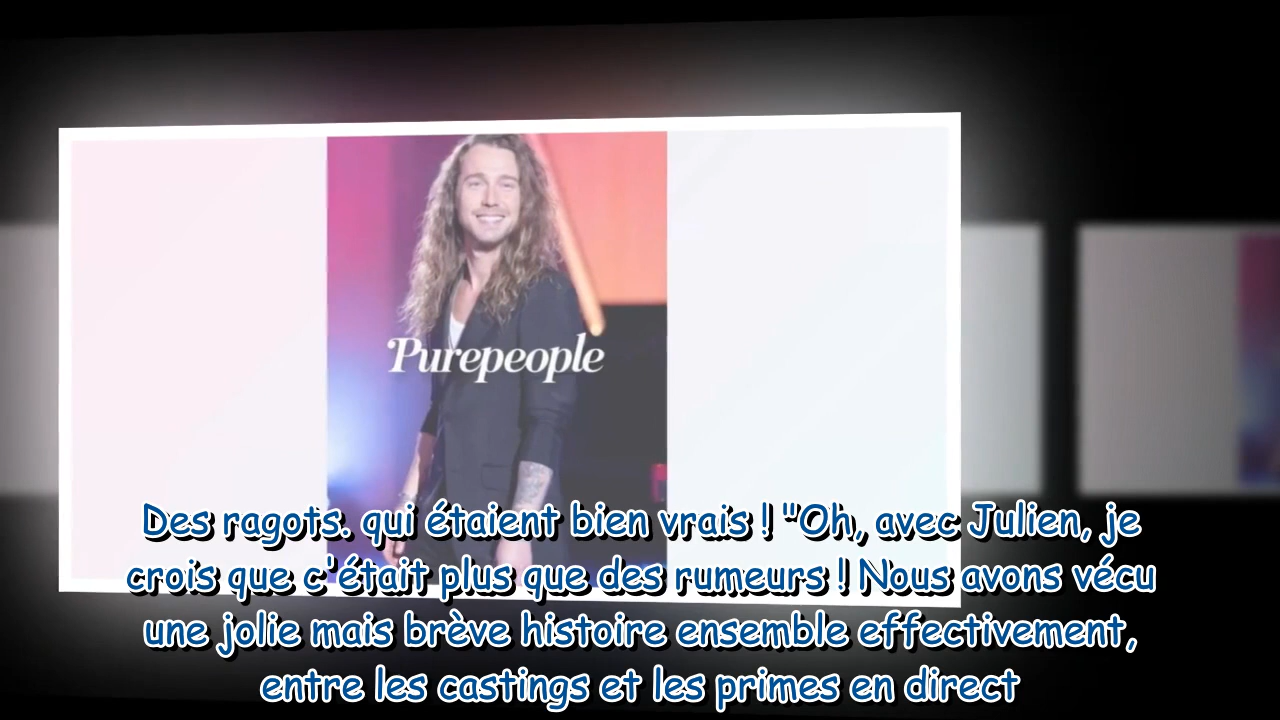 Purepeople
Des ragots. qui étaient bien vrais ! "Oh, avec Julien, je
crois que c'était plus que des rumeurs ! Nous avons vécu
une jolie mais brève histoire ensemble effectivement,
entre les castings et les primes en direct